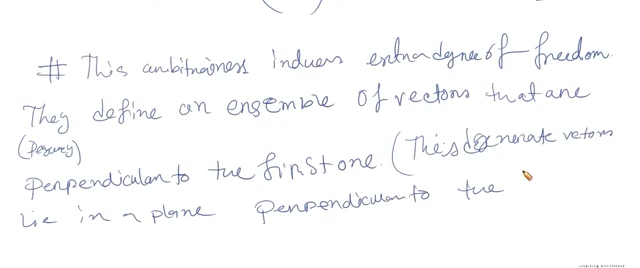 # This arbitrariness induces extra degree of freedom.
They define an ensemble of vectors that are
perpendicular to the first one. (This degenerate vectors
lie in a plane perpendicular to the